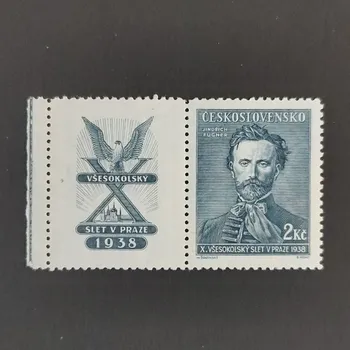 VŠESOKOLSKÝ
X
SLET V PRAZE
1938
ČESKOSLOVENSKO
JINDŘICH
FÜGNER
2Kč
X. VŠESOKOLSKÝ SLET V PRAZE 1938